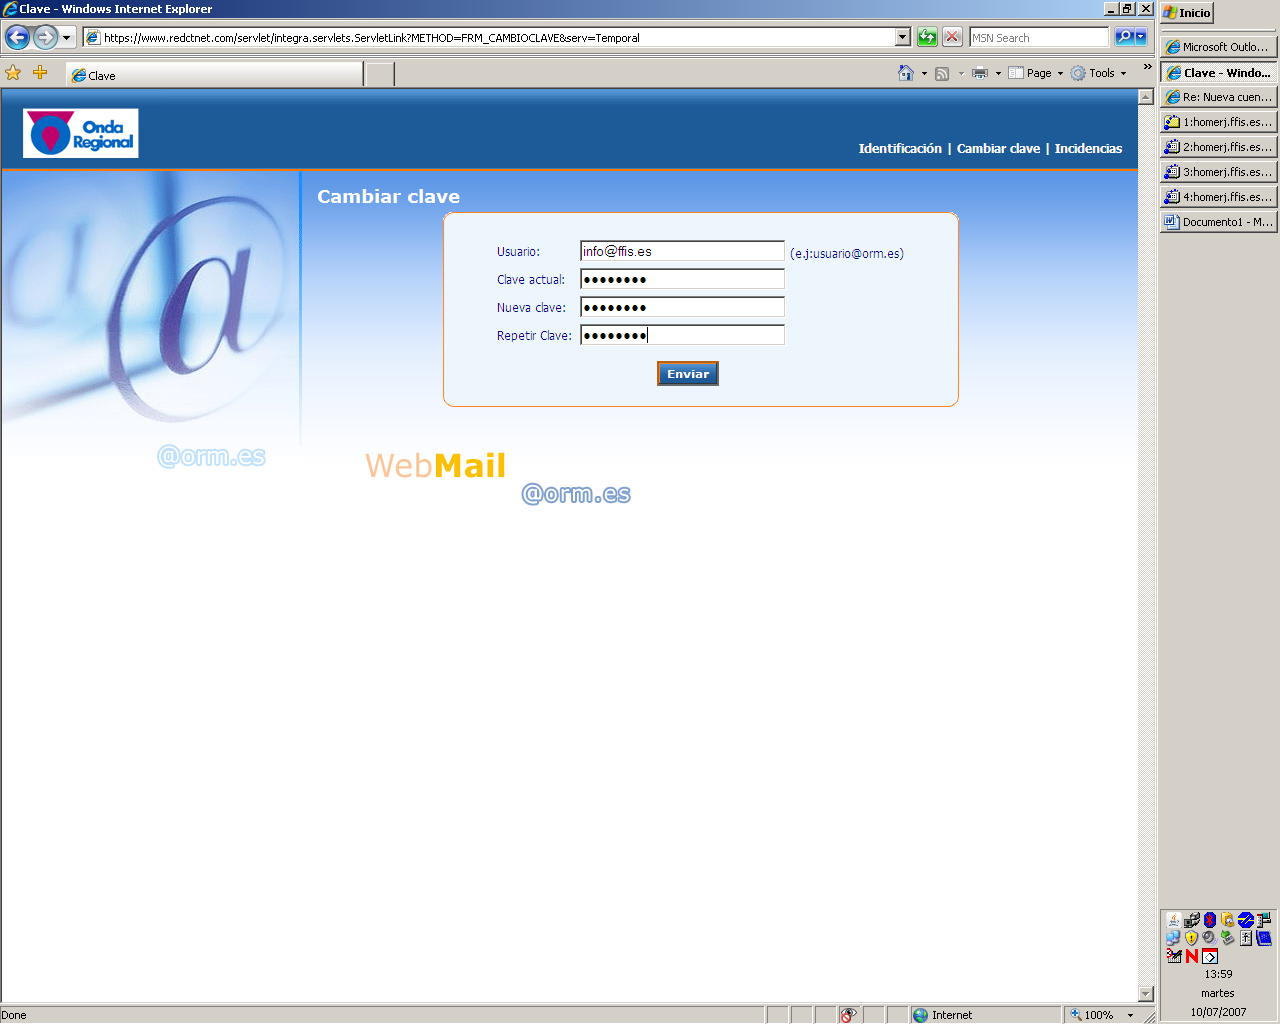 Clave - Windows Internet Explorer
https://www.redctnet.com/servlet/integra.servlets.ServletLink?METHOD=FRM_CAMBIOCLAVE&serv=Temporal
MSN Search
Clave
Page
Tools
Onda
Regional
Identificación | Cambiar clave | Incidencias
Cambiar clave
Usuario: info@ffis.es (e.j:usuario@orm.es)
Clave actual: ●●●●●●●●
Nueva clave: ●●●●●●●●
Repetir Clave: ●●●●●●●●
Enviar
@orm.es
WebMail
@orm.es
Done
Internet
100%
Inicio
Microsoft Outlo...
Clave - Windo...
Re: Nueva cuen...
1:homerj.ffis.es...
2:homerj.ffis.es...
3:homerj.ffis.es...
4:homerj.ffis.es...
Documento1 - M...
13:59
martes
10/07/2007